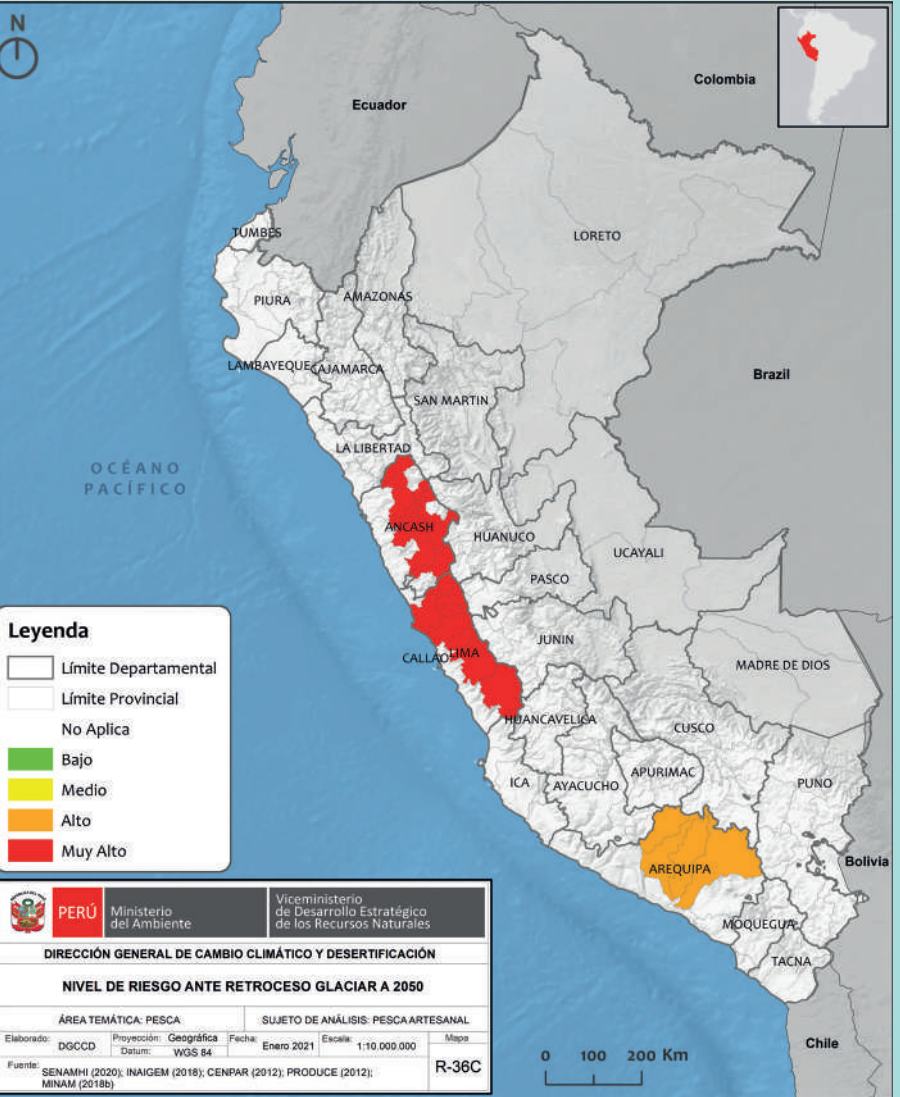 N
Colombia
Ecuador
TUMBES
LORETO
PIURA
AMAZONAS
LAMBAYEQUE
CAJAMARCA
Brazil
SAN MARTIN
LA LIBERTAD
OCÉANO
PACÍFICO
ANCASH
HUANUCO
UCAYALI
PASCO
JUNIN
CALLAO
LIMA
MADRE DE DIOS
HUANCAVELICA
CUSCO
ICA
AYACUCHO
APURIMAC
PUNO
AREQUIPA
Bolivia
MOQUEGUA
TACNA
Chile
Leyenda
Límite Departamental
Límite Provincial
No Aplica
Bajo
Medio
Alto
Muy Alto
PERÚ
Ministerio
del Ambiente
Viceministerio
de Desarrollo Estratégico
de los Recursos Naturales
DIRECCIÓN GENERAL DE CAMBIO CLIMÁTICO Y DESERTIFICACIÓN
NIVEL DE RIESGO ANTE RETROCESO GLACIAR A 2050
ÁREA TEMÁTICA: PESCA
SUJETO DE ANÁLISIS: PESCA ARTESANAL
Elaborado: DGCCD
Proyección: Geográfica
Datum: WGS 84
Fecha: Enero 2021
Escala: 1:10.000.000
Mapa
R-36C
Fuente: SENAMHI (2020); INAIGEM (2018); CENPAR (2012); PRODUCE (2012);
MINAM (2018b)
0 100 200 Km